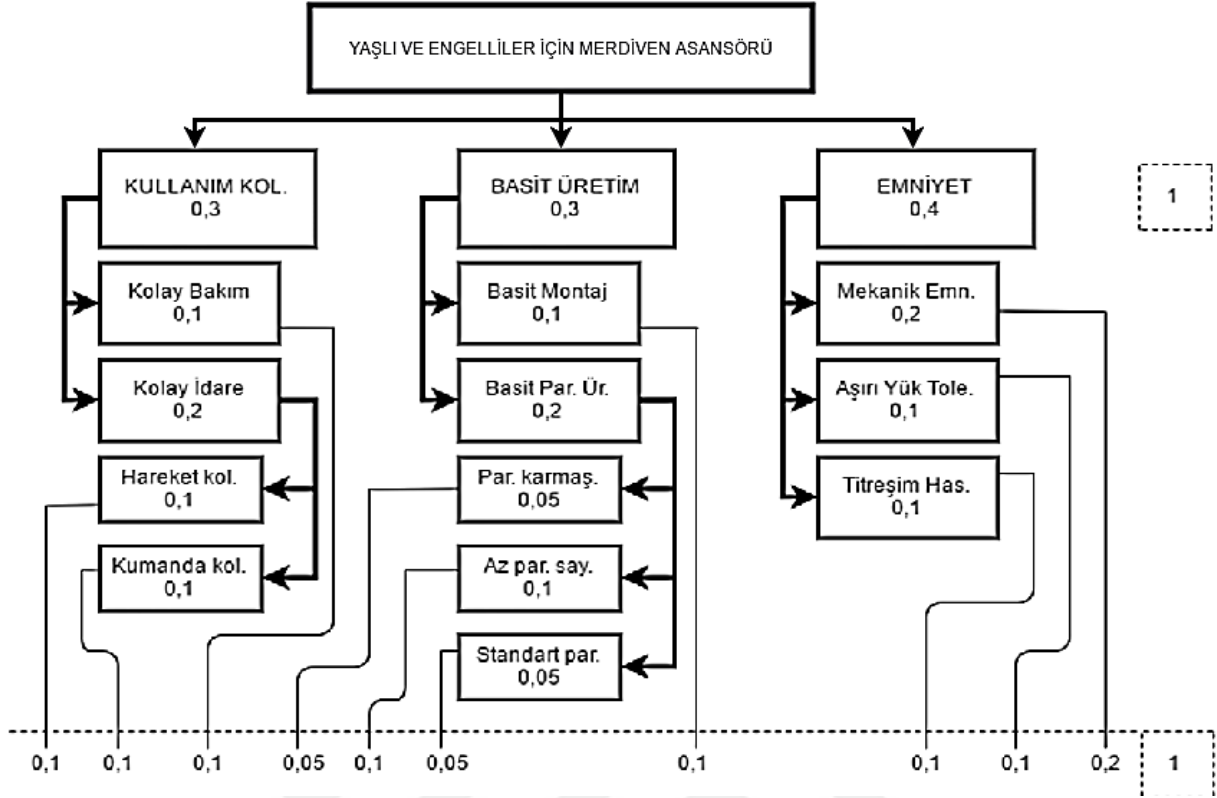 YAŞLI VE ENGELLİLER İÇİN MERDİVEN ASANSÖRÜ
KULLANIM KOL.
0,3
BASİT ÜRETİM
0,3
EMNİYET
0,4
1
Kolay Bakım
0,1
Basit Montaj
0,1
Mekanik Emn.
0,2
Kolay İdare
0,2
Basit Par. Ür.
0,2
Aşırı Yük Tole.
0,1
Hareket kol.
0,1
Par. karmaş.
0,05
Titreşim Has.
0,1
Kumanda kol.
0,1
Az par. say.
0,1
Standart par.
0,05
0,1 0,1 0,1 0,05 0,1 0,05 0,1 0,1 0,1 0,2 1